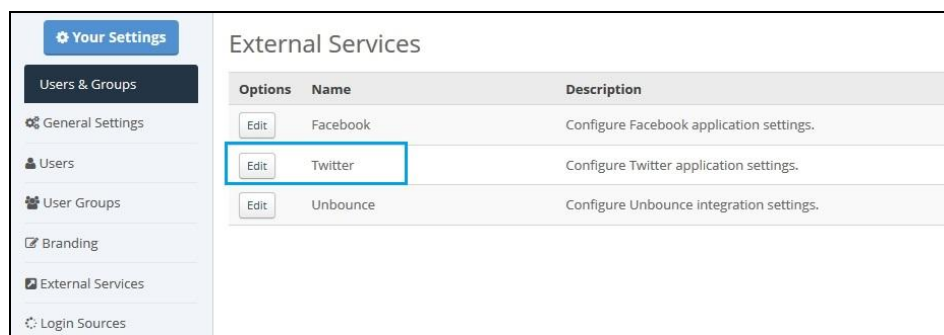 Your Settings
Users & Groups
General Settings
Users
User Groups
Branding
External Services
Login Sources
External Services
Options Name Description
Edit Facebook Configure Facebook application settings.
Edit Twitter Configure Twitter application settings.
Edit Unbounce Configure Unbounce integration settings.